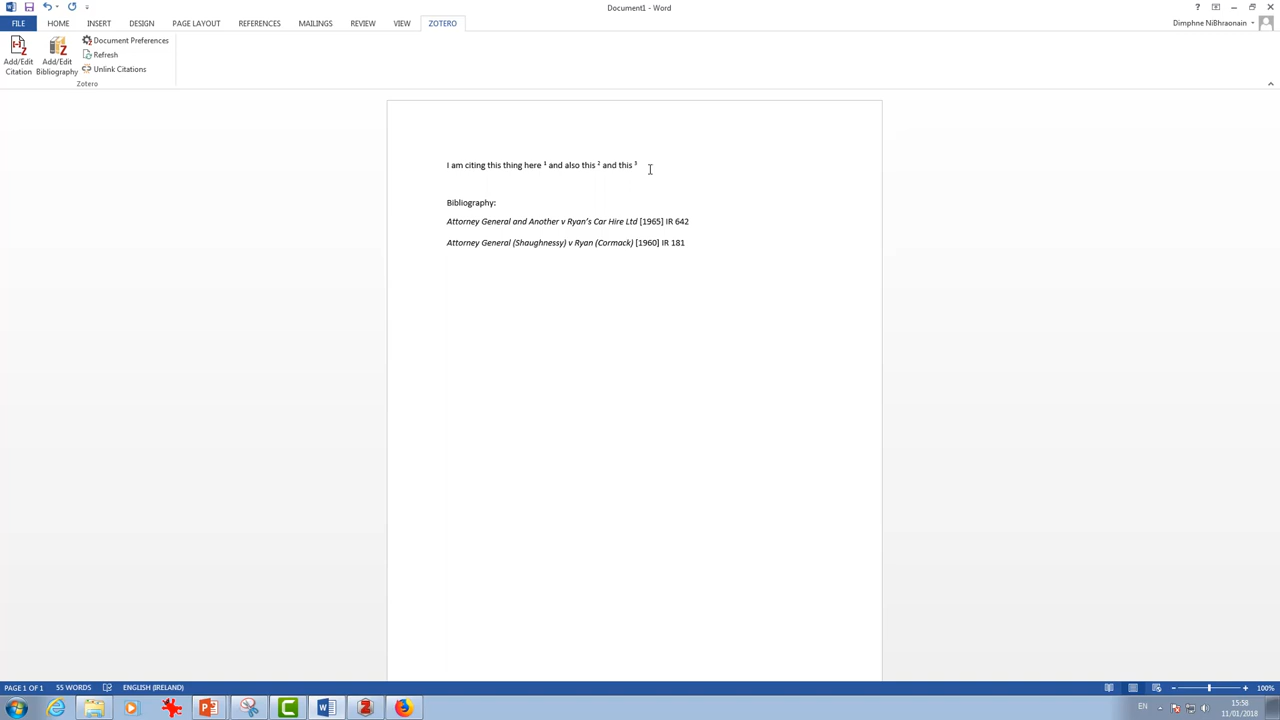 Document1 - Word
FILE HOME INSERT DESIGN PAGE LAYOUT REFERENCES MAILINGS REVIEW VIEW ZOTERO
Dimphne NiBhraonain
Add/Edit Citation
Add/Edit Bibliography
Document Preferences
Refresh
Unlink Citations
Zotero
I am citing this thing here 1 and also this 2 and this 3
Bibliography:
Attorney General and Another v Ryan's Car Hire Ltd [1965] IR 642
Attorney General (Shaughnessy) v Ryan (Cormack) [1960] IR 181
PAGE 1 OF 1 55 WORDS ENGLISH (IRELAND)
100%
EN
15:58
11/01/2018